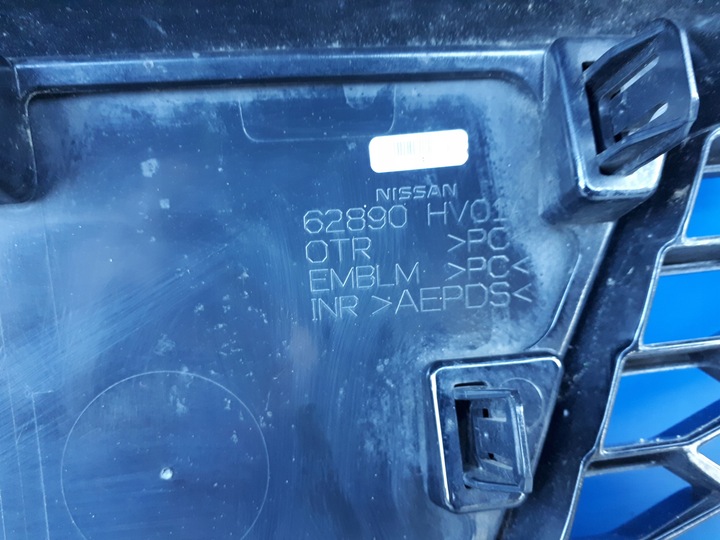 NISSAN
62890 HV01
OTR >PC
EMBLM >PC<
INR >AEPDS<